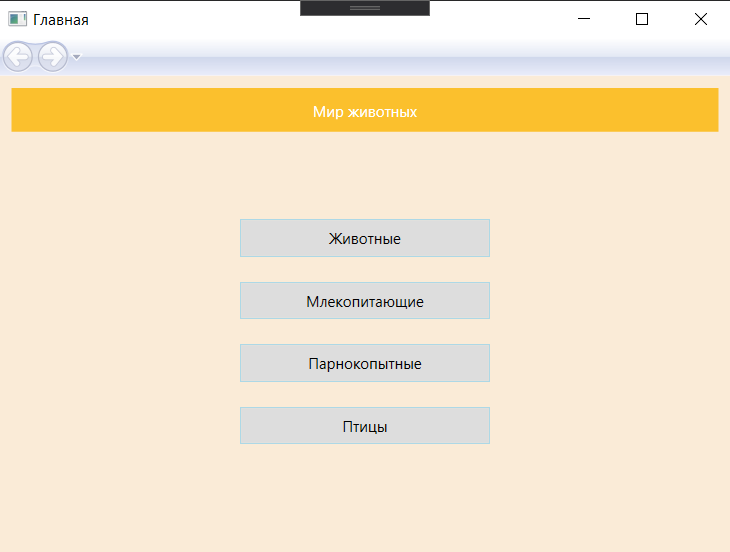 Главная
Мир животных
Животные
Млекопитающие
Парнокопытные
Птицы